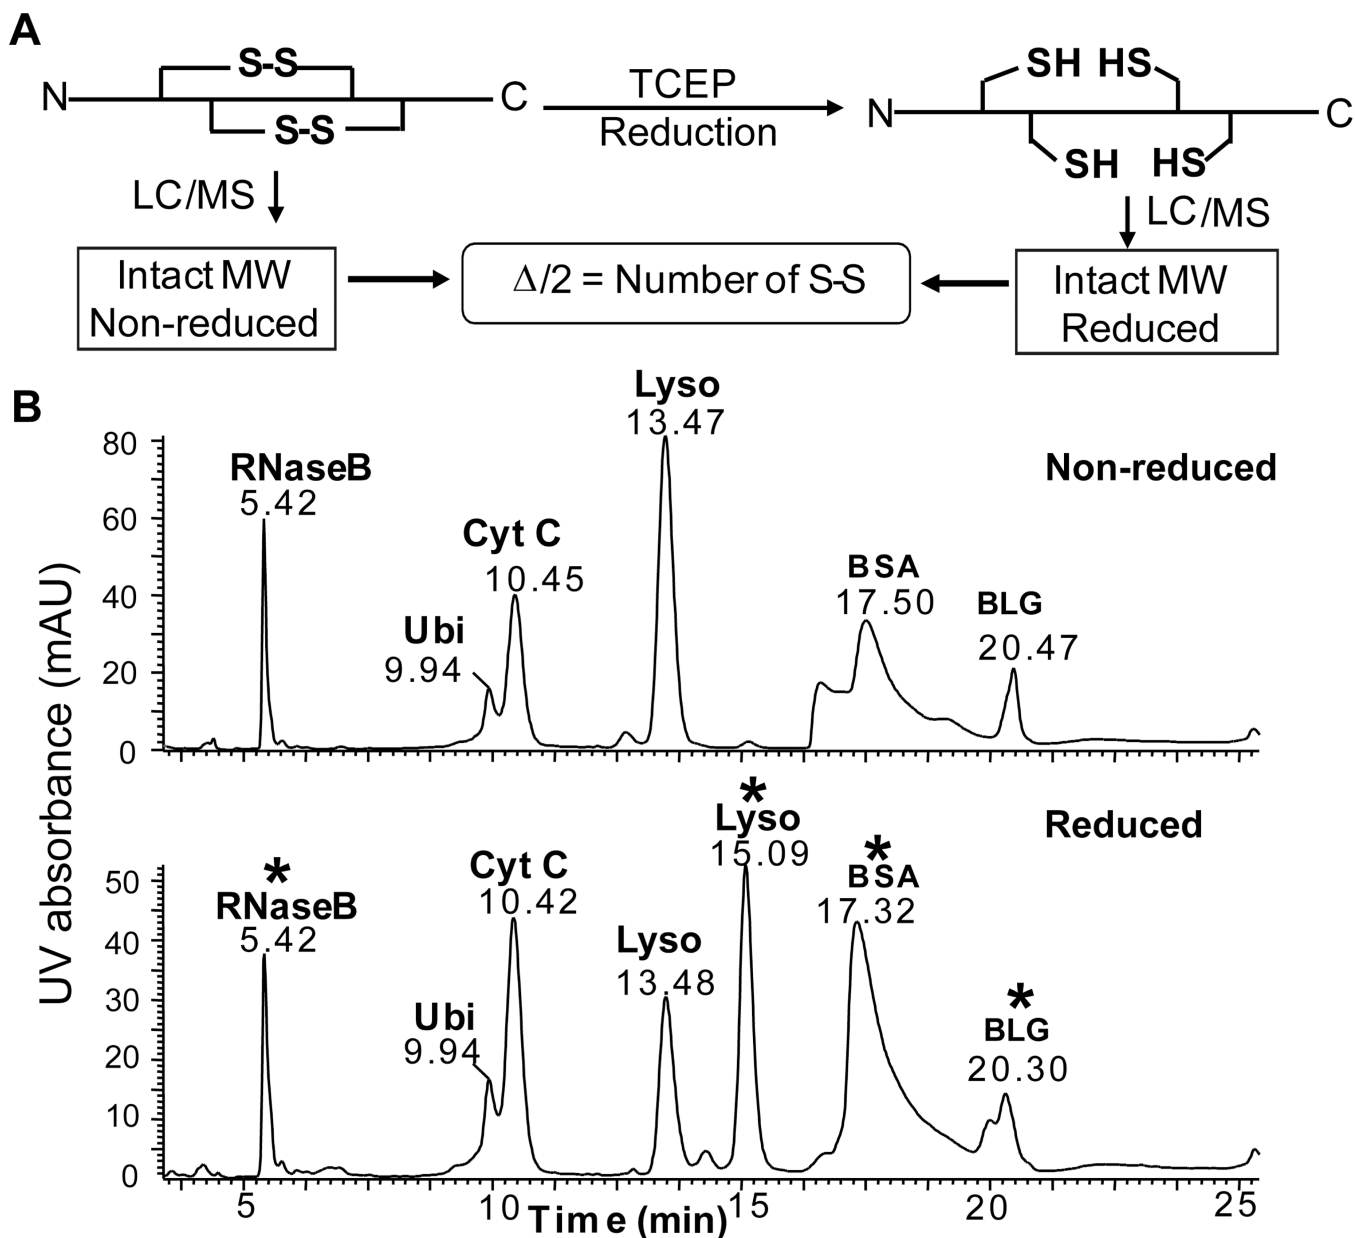 A
S-S
N
C
S-S
TCEP
Reduction
SH HS
N
C
SH HS
LC/MS
LC/MS
Intact MW
Non-reduced
Δ/2 = Number of S-S
Intact MW
Reduced
B
UV absorbance (mAU)
Non-reduced
80
60
40
20
0
RNaseB
5.42
Ubi
9.94
Cyt C
10.45
Lyso
13.47
BSA
17.50
BLG
20.47
Reduced
50
40
30
20
10
0
*
RNaseB
5.42
Ubi
9.94
Cyt C
10.42
Lyso
13.48
*
Lyso
15.09
*
BSA
17.32
*
BLG
20.30
5 10 15 20 25
Time (min)